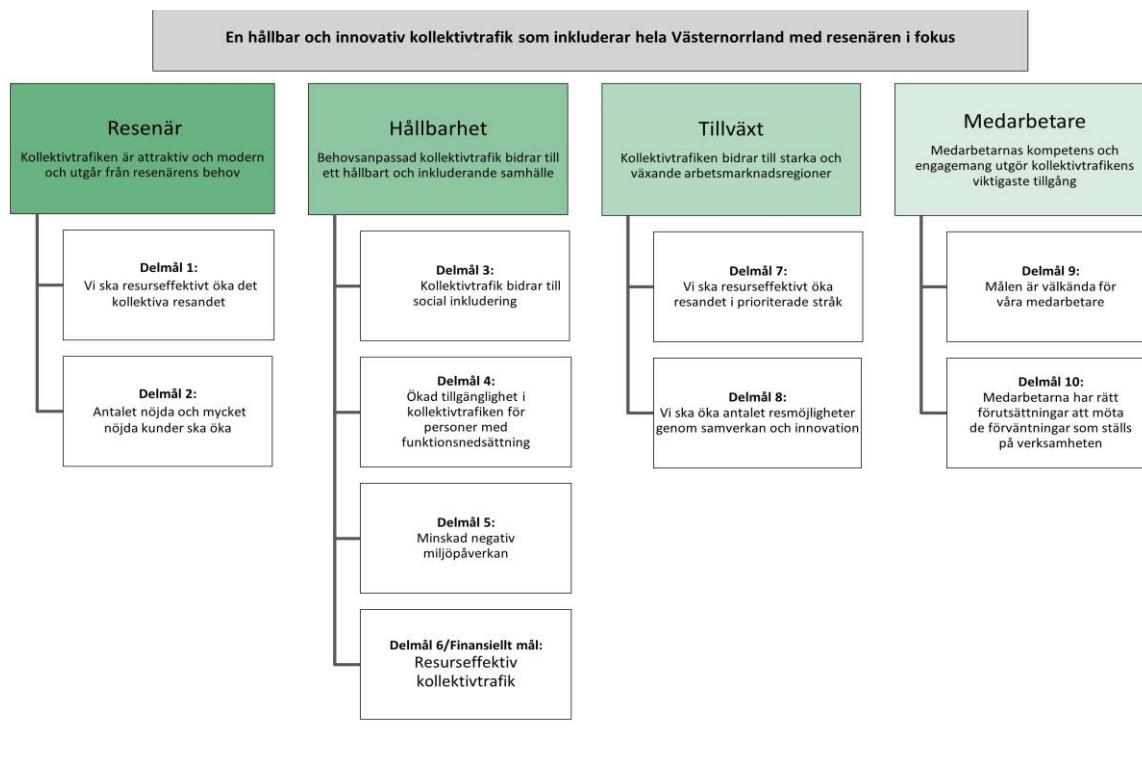 En hållbar och innovativ kollektivtrafik som inkluderar hela Västernorrland med resenären i fokus
Resenär
Kollektivtrafiken är attraktiv och modern
och utgår från resenärens behov
Delmål 1:
Vi ska resurseffektivt öka det
kollektiva resandet
Delmål 2:
Antalet nöjda och mycket
nöjda kunder ska öka
Hållbarhet
Behovsanpassad kollektivtrafik bidrar till
ett hållbart och inkluderande samhälle
Delmål 3:
Kollektivtrafik bidrar till
social inkludering
Delmål 4:
Ökad tillgänglighet i
kollektivtrafiken för
personer med
funktionsnedsättning
Delmål 5:
Minskad negativ
miljöpåverkan
Delmål 6/Finansiellt mål:
Resurseffektiv
kollektivtrafik
Tillväxt
Kollektivtrafiken bidrar till starka och
växande arbetsmarknadsregioner
Delmål 7:
Vi ska resurseffektivt öka
resandet i prioriterade stråk
Delmål 8:
Vi ska öka antalet resmöjligheter
genom samverkan och innovation
Medarbetare
Medarbetarnas kompetens och
engagemang utgör kollektivtrafikens
viktigaste tillgång
Delmål 9:
Målen är välkända för
våra medarbetare
Delmål 10:
Medarbetarna har rätt
förutsättningar att möta
de förväntningar som ställs
på verksamheten